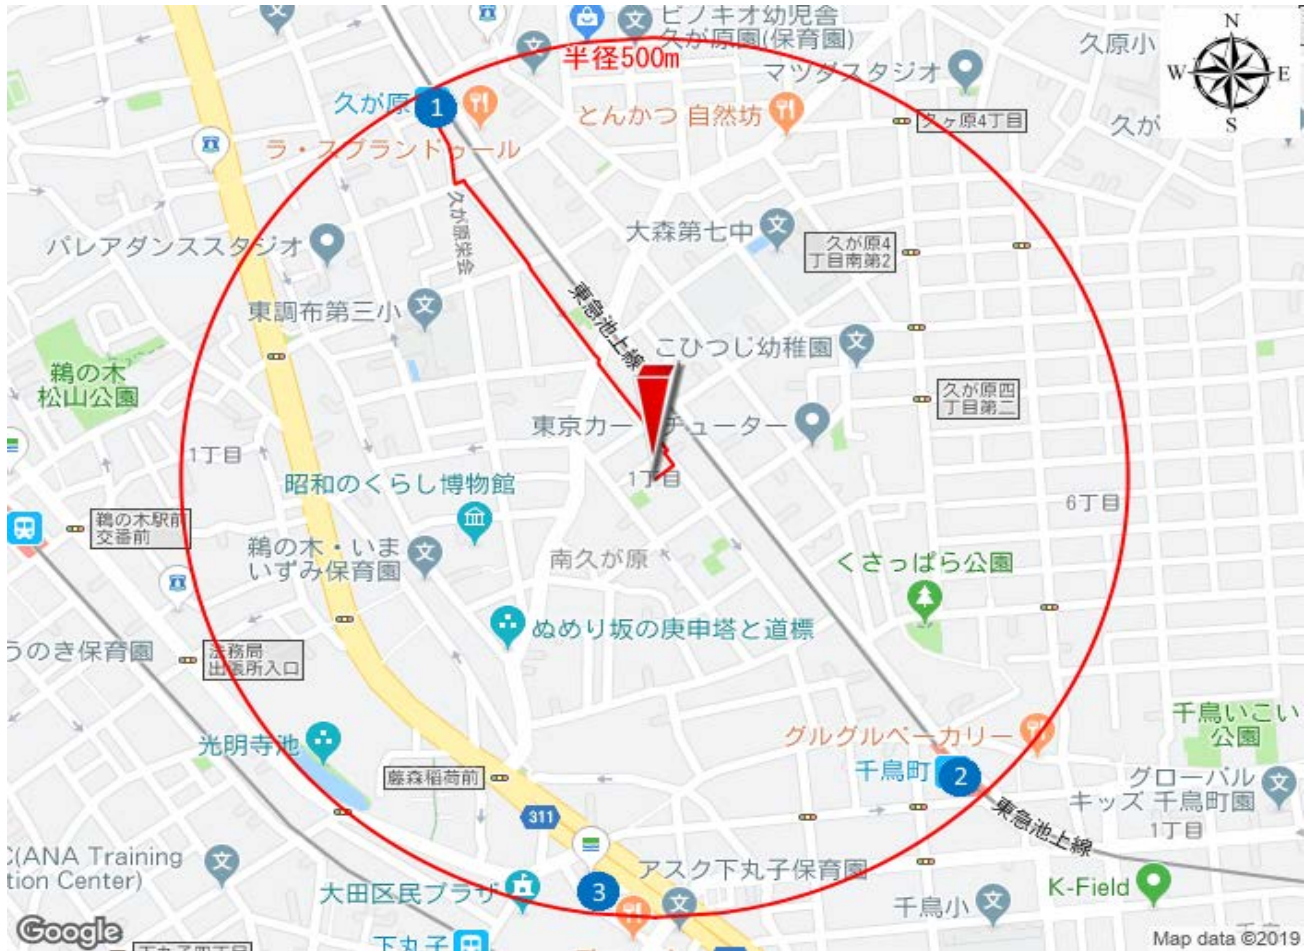 ピノキオ幼児舎
久が原園(保育園)
半径500m
久原小
N
W
E
S
マツダスタジオ
久が原
1
とんかつ 自然坊
久ヶ原4丁目
久が
ラ・スグランドゥール
久が原栄会
大森第七中
久が原4
丁目南第2
パレアダンススタジオ
東調布第三小
東急池上線
こひつじ幼稚園
鵜の木
松山公園
久が原四
丁目第二
東京カー
チューター
1丁目
1丁目
昭和のくらし博物館
6丁目
鵜の木駅前
交番前
鵜の木・いま
いずみ保育園
南久が原
くさっぱら公園
ぬめり坂の庚申塔と道標
うのき保育園
法務局
出張所入口
千鳥いこい
公園
光明寺池
グルグルベーカリー
藤森稲荷前
千鳥町
2
グローバル
キッズ 千鳥町園
311
東急池上線
1丁目
C(ANA Training
tion Center)
アスク下丸子保育園
大田区民プラザ
3
K-Field
千鳥小
Google
下丸子
Map data ©2019